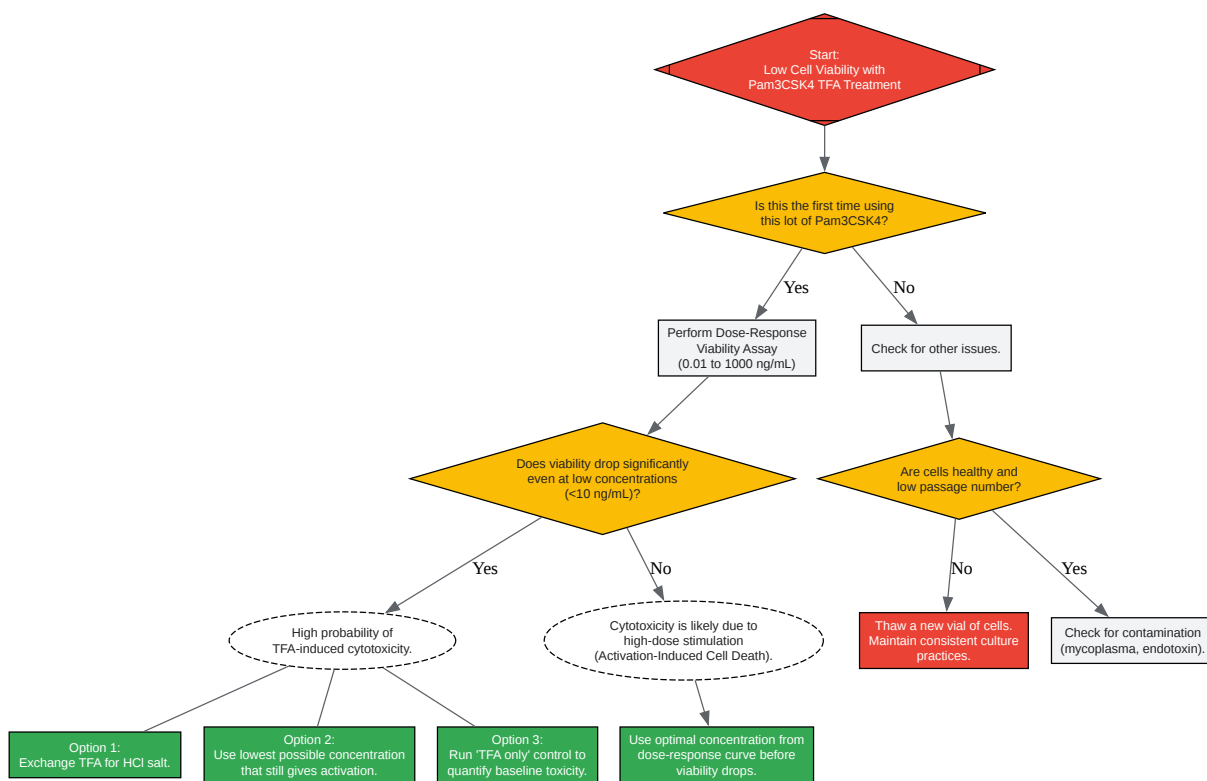 Start:
Low Cell Viability with
Pam3CSK4 TFA Treatment
Is this the first time using
this lot of Pam3CSK4?
Yes
No
Perform Dose-Response
Viability Assay
(0.01 to 1000 ng/mL)
Check for other issues.
Does viability drop significantly
even at low concentrations
(<10 ng/mL)?
Are cells healthy and
low passage number?
Yes
No
No
Yes
High probability of
TFA-induced cytotoxicity.
Cytotoxicity is likely due to
high-dose stimulation
(Activation-Induced Cell Death).
Thaw a new vial of cells.
Maintain consistent culture
practices.
Check for contamination
(mycoplasma, endotoxin).
Option 1:
Exchange TFA for HCl salt.
Option 2:
Use lowest possible concentration
that still gives activation.
Option 3:
Run 'TFA only' control to
quantify baseline toxicity.
Use optimal concentration from
dose-response curve before
viability drops.